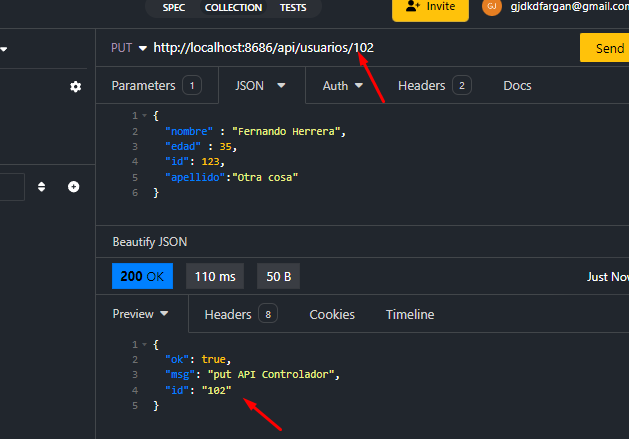 SPEC COLLECTION TESTS Invite GJ gjdkdfargan@gmail.com
PUT http://localhost:8686/api/usuarios/102 Send
Parameters 1 JSON Auth Headers 2 Docs
1 {
2 "nombre" : "Fernando Herrera",
3 "edad" : 35,
4 "id": 123,
5 "apellido":"Otra cosa"
6 }
Beautify JSON
200 OK 110 ms 50 B Just Now
Preview Headers 8 Cookies Timeline
1 {
2 "ok": true,
3 "msg": "put API Controlador",
4 "id": "102"
5 }